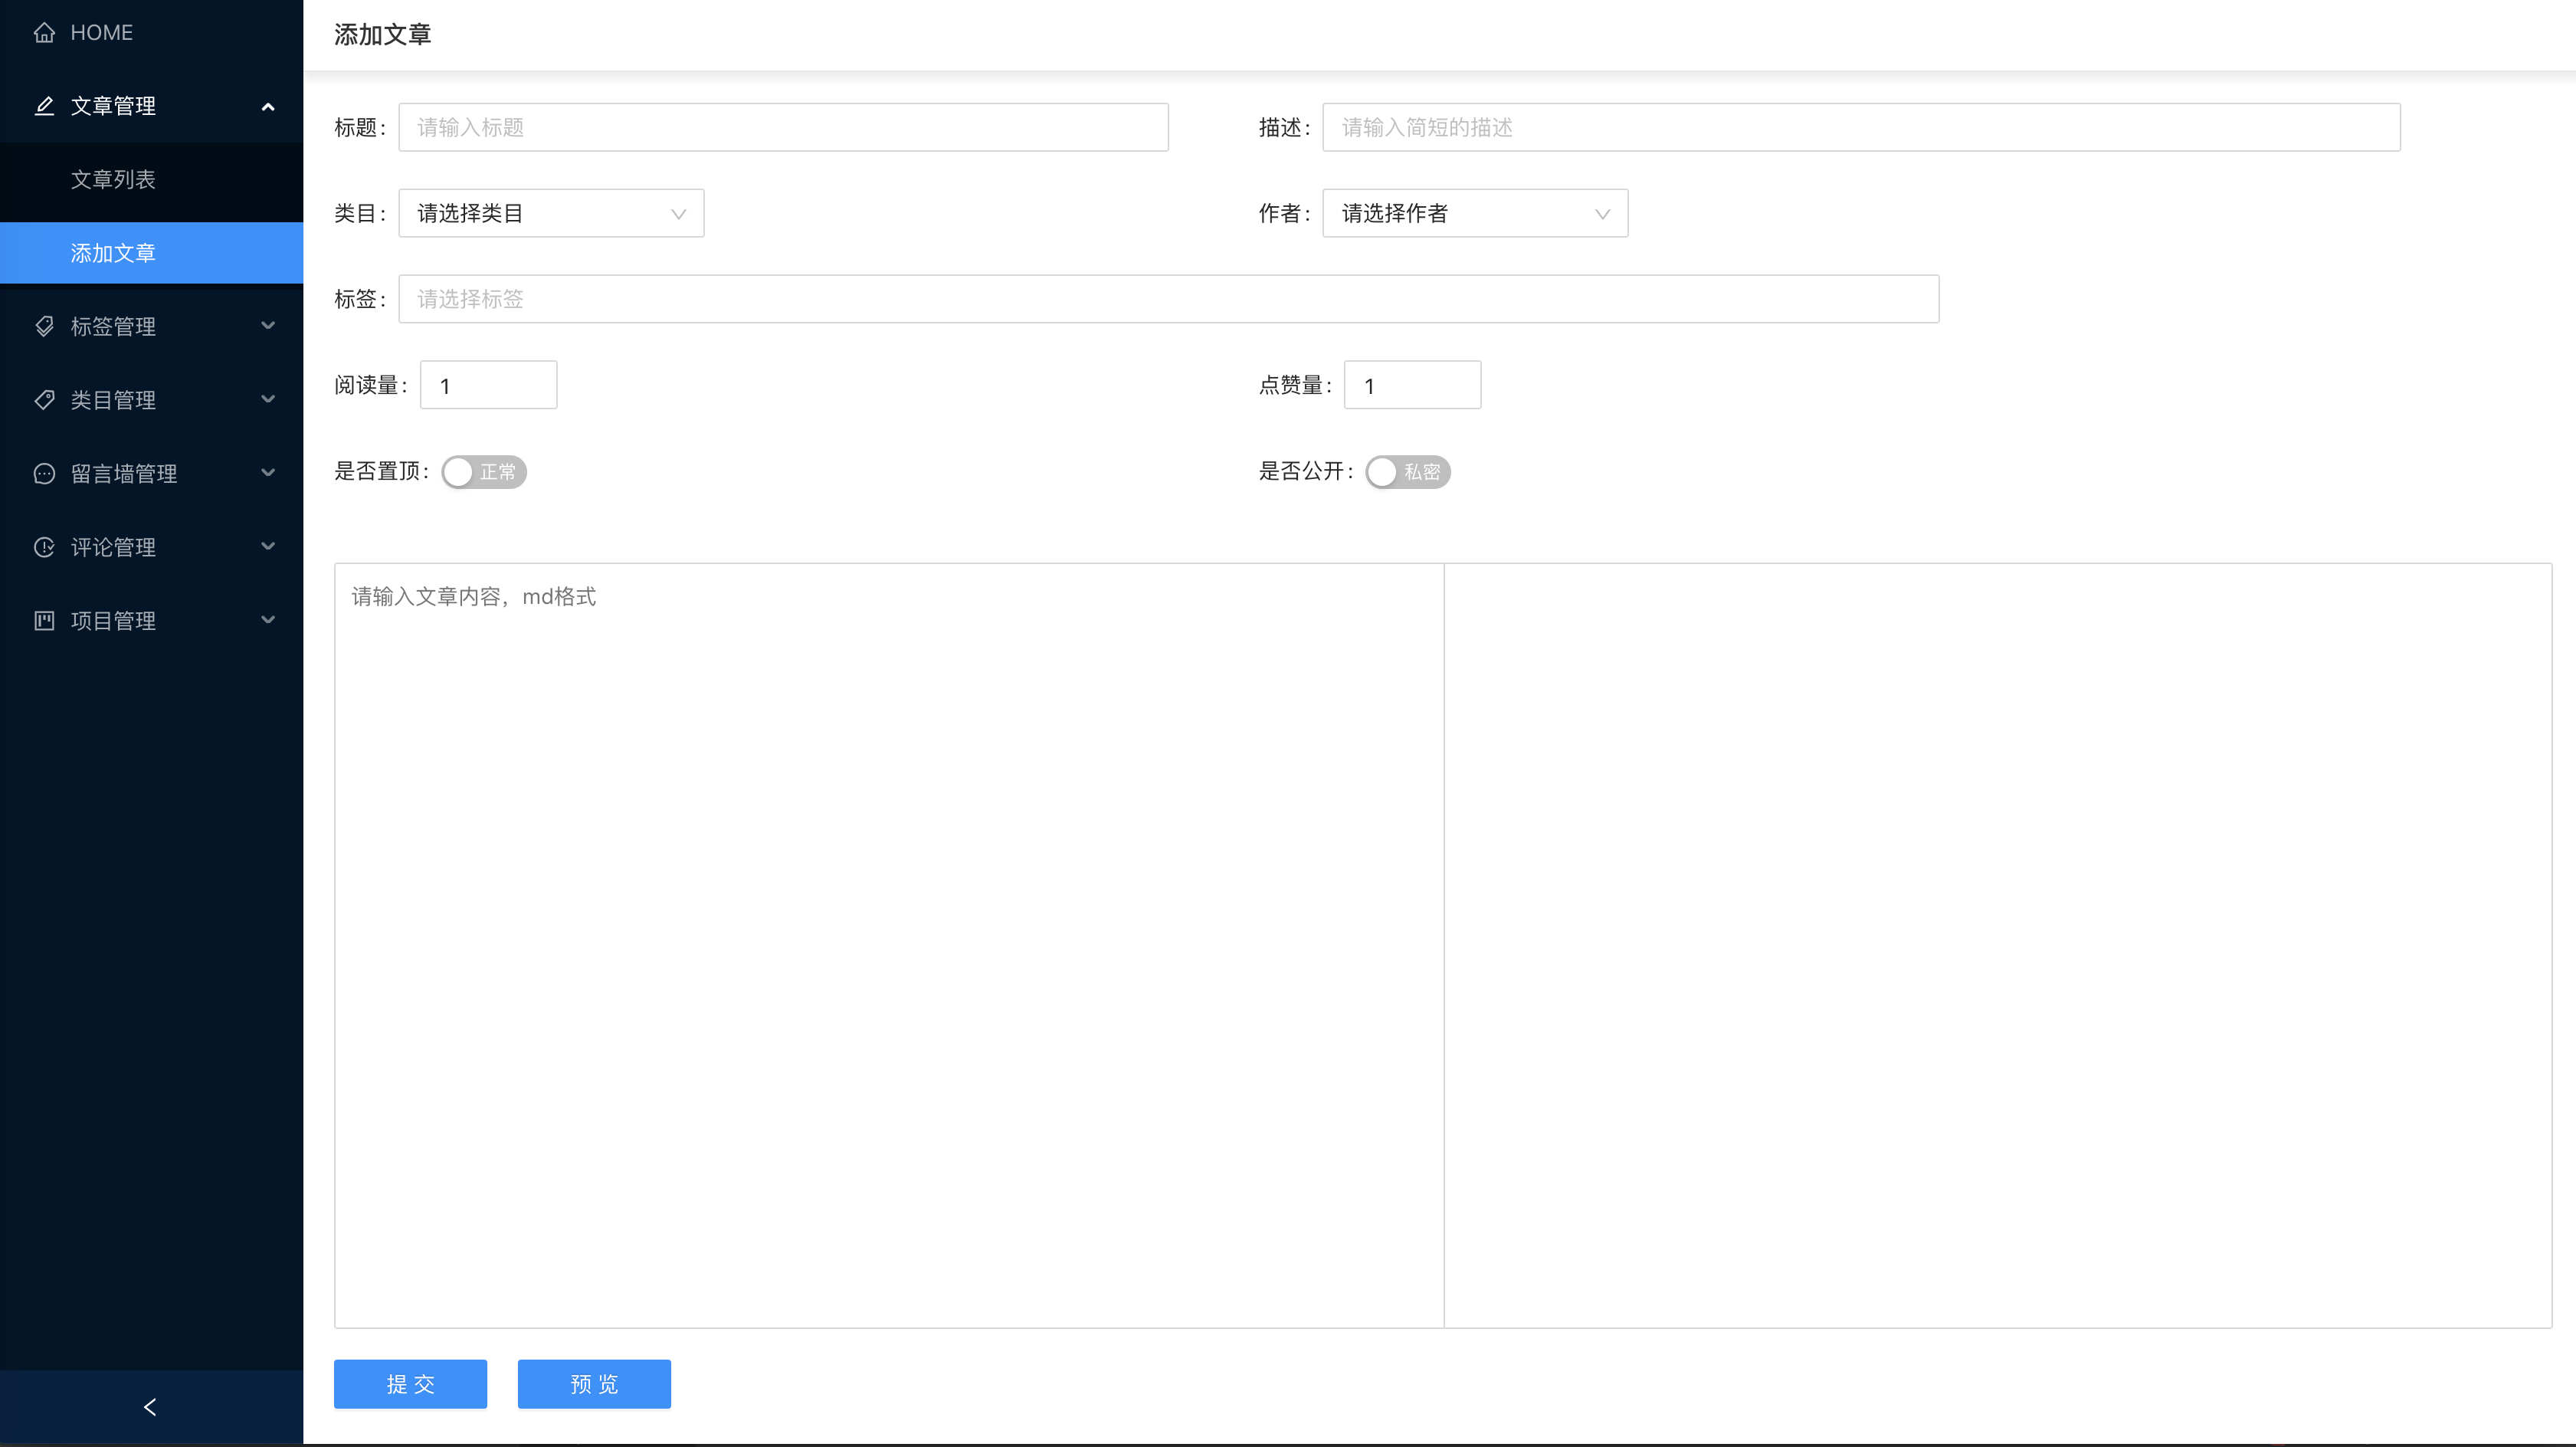 HOME
文章管理
文章列表
添加文章
标签管理
类目管理
留言墙管理
评论管理
项目管理
添加文章
标题: 请输入标题
描述: 请输入简短的描述
类目: 请选择类目
作者: 请选择作者
标签: 请选择标签
阅读量: 1
点赞量: 1
是否置顶: 正常
是否公开: 私密
请输入文章内容，md格式
提 交
预 览